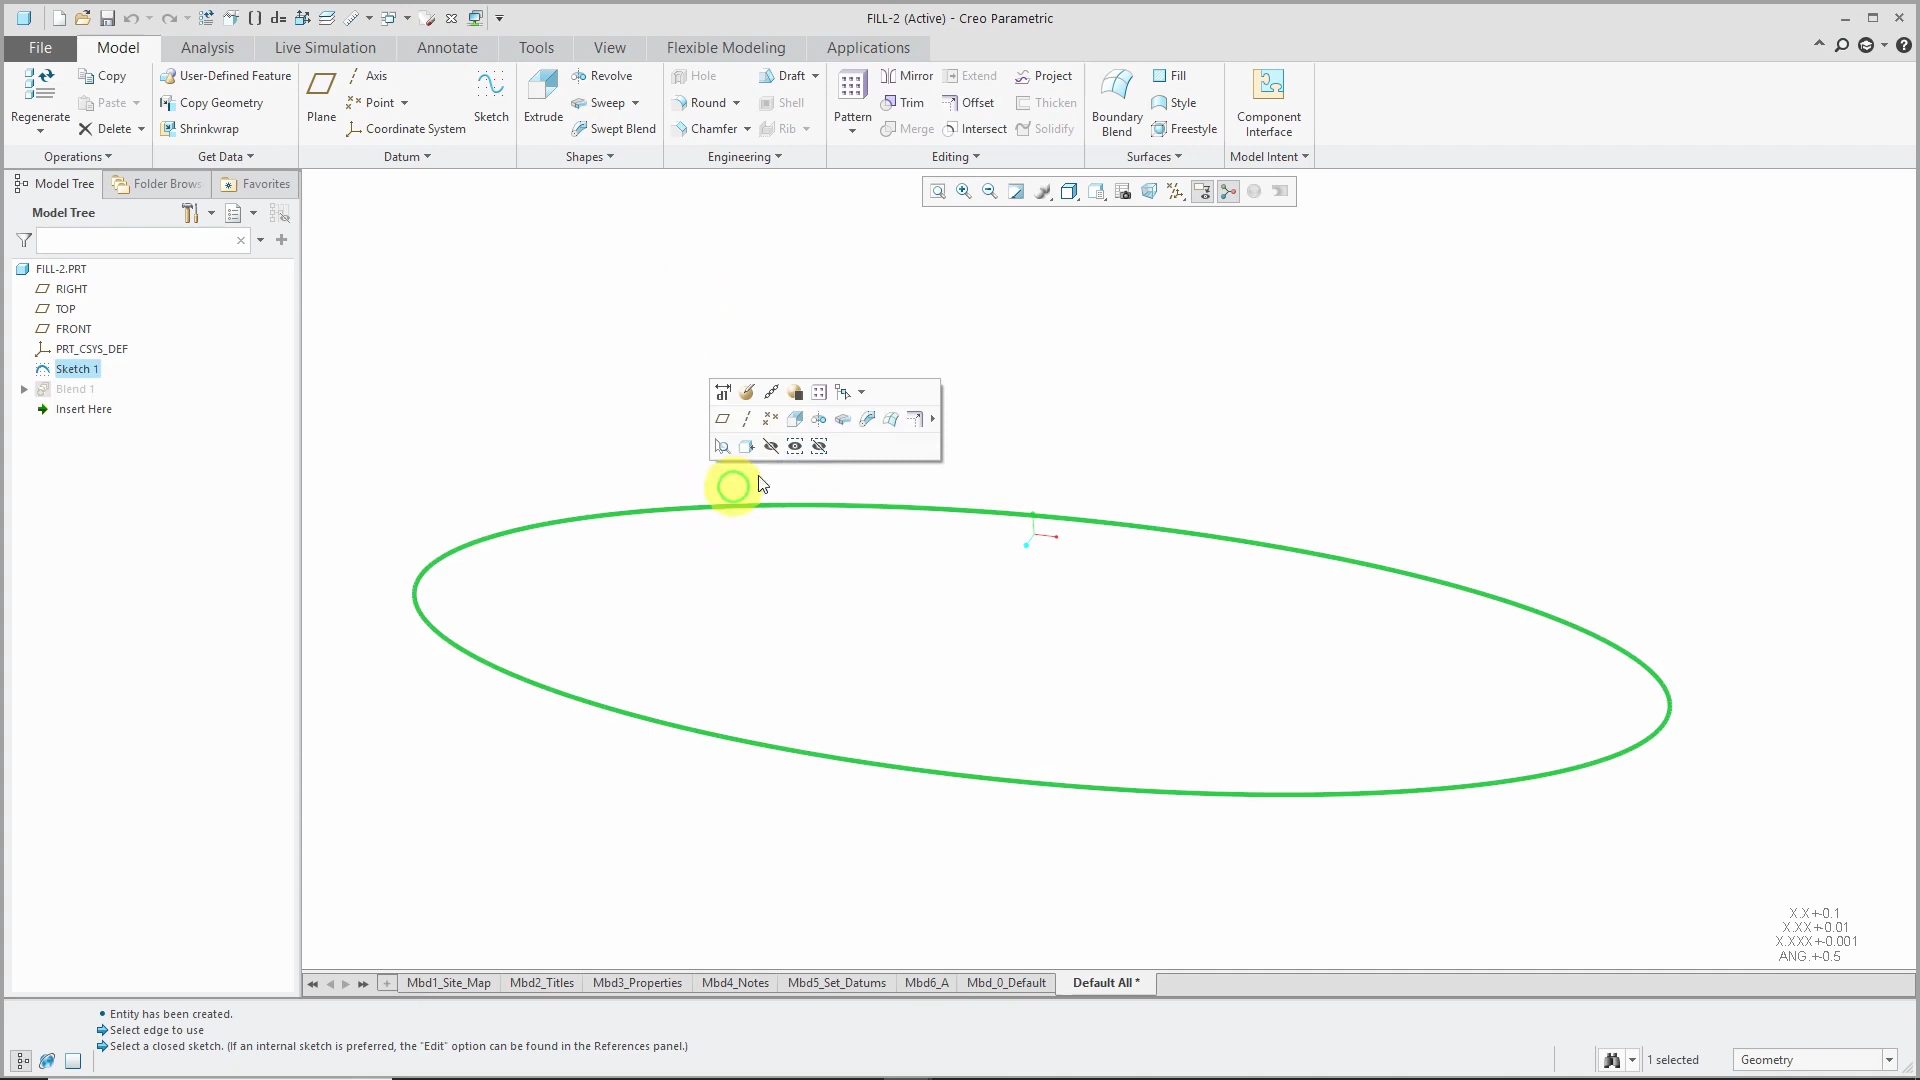 FILL-2 (Active) - Creo Parametric
File
Model
Analysis
Live Simulation
Annotate
Tools
View
Flexible Modeling
Applications
Regenerate
Copy
Paste
Delete
Operations
User-Defined Feature
Copy Geometry
Shrinkwrap
Get Data
Plane
Axis
Point
Coordinate System
Sketch
Datum
Extrude
Revolve
Sweep
Swept Blend
Shapes
Hole
Round
Chamfer
Draft
Shell
Rib
Engineering
Pattern
Mirror
Trim
Merge
Extend
Offset
Intersect
Project
Thicken
Solidify
Editing
Boundary
Blend
Fill
Style
Freestyle
Surfaces
Component
Interface
Model Intent
Model Tree
Folder Brows
Favorites
Model Tree
FILL-2.PRT
RIGHT
TOP
FRONT
PRT_CSYS_DEF
Sketch 1
Blend 1
Insert Here
X.X+-0.1
X.XX+-0.01
X.XXX+-0.001
ANG.+-0.5
Mbd1_Site_Map
Mbd2_Titles
Mbd3_Properties
Mbd4_Notes
Mbd5_Set_Datums
Mbd6_A
Mbd_0_Default
Default All *
• Entity has been created.
Select edge to use
Select a closed sketch. (If an internal sketch is preferred, the "Edit" option can be found in the References panel.)
1 selected
Geometry